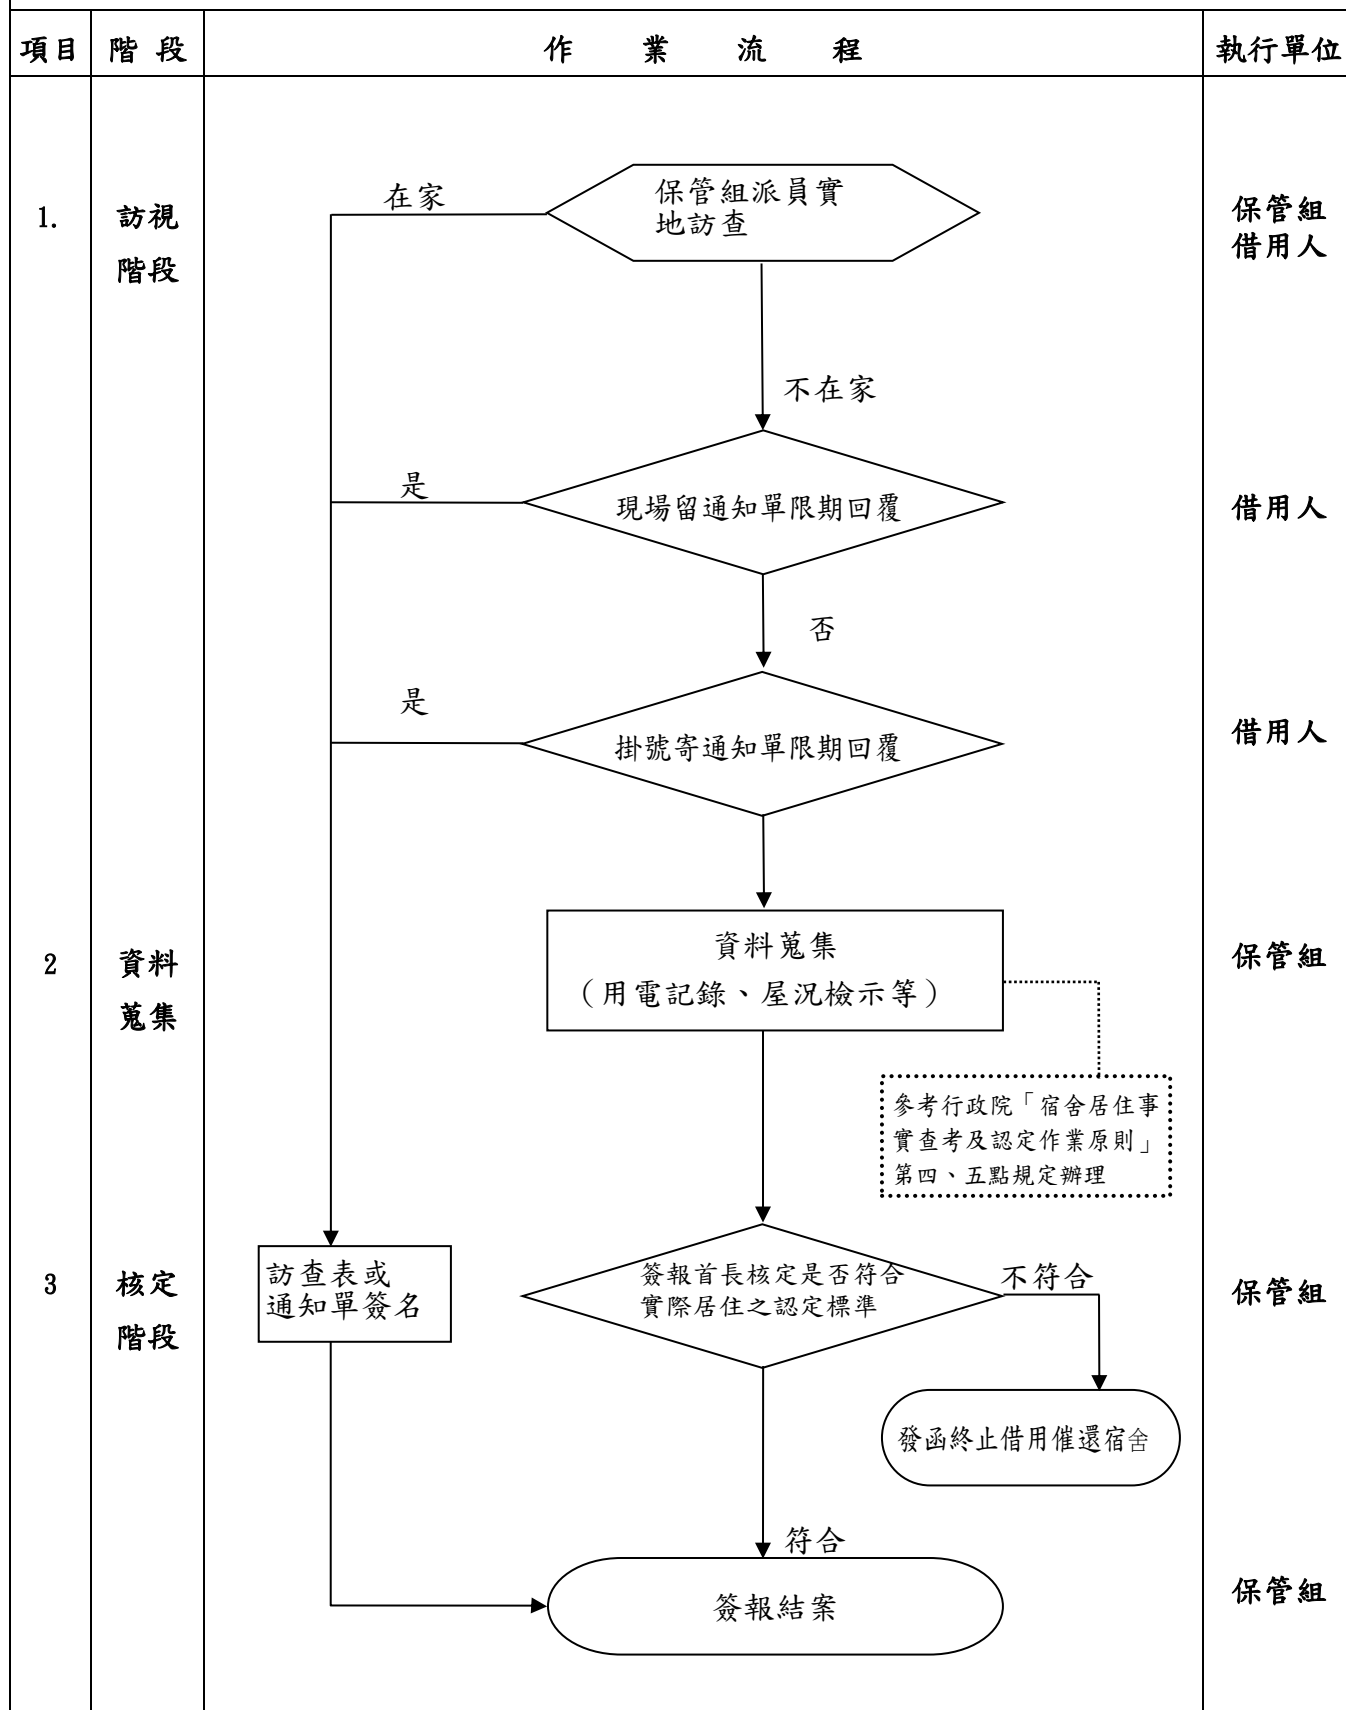 項目 階 段 作 業 流 程 執行單位
1.
訪視
階段
在家
保管組派員實
地訪查
保管組
借用人
不在家
是
現場留通知單限期回覆
借用人
否
是
掛號寄通知單限期回覆
借用人
2
資料
蒐集
資料蒐集
（用電記錄、屋況檢示等）
保管組
參考行政院「宿舍居住事
實查考及認定作業原則」
第四、五點規定辦理
3
核定
階段
訪查表或
通知單簽名
簽報首長核定是否符合
實際居住之認定標準
不符合
保管組
發函終止借用催還宿舍
符合
簽報結案
保管組